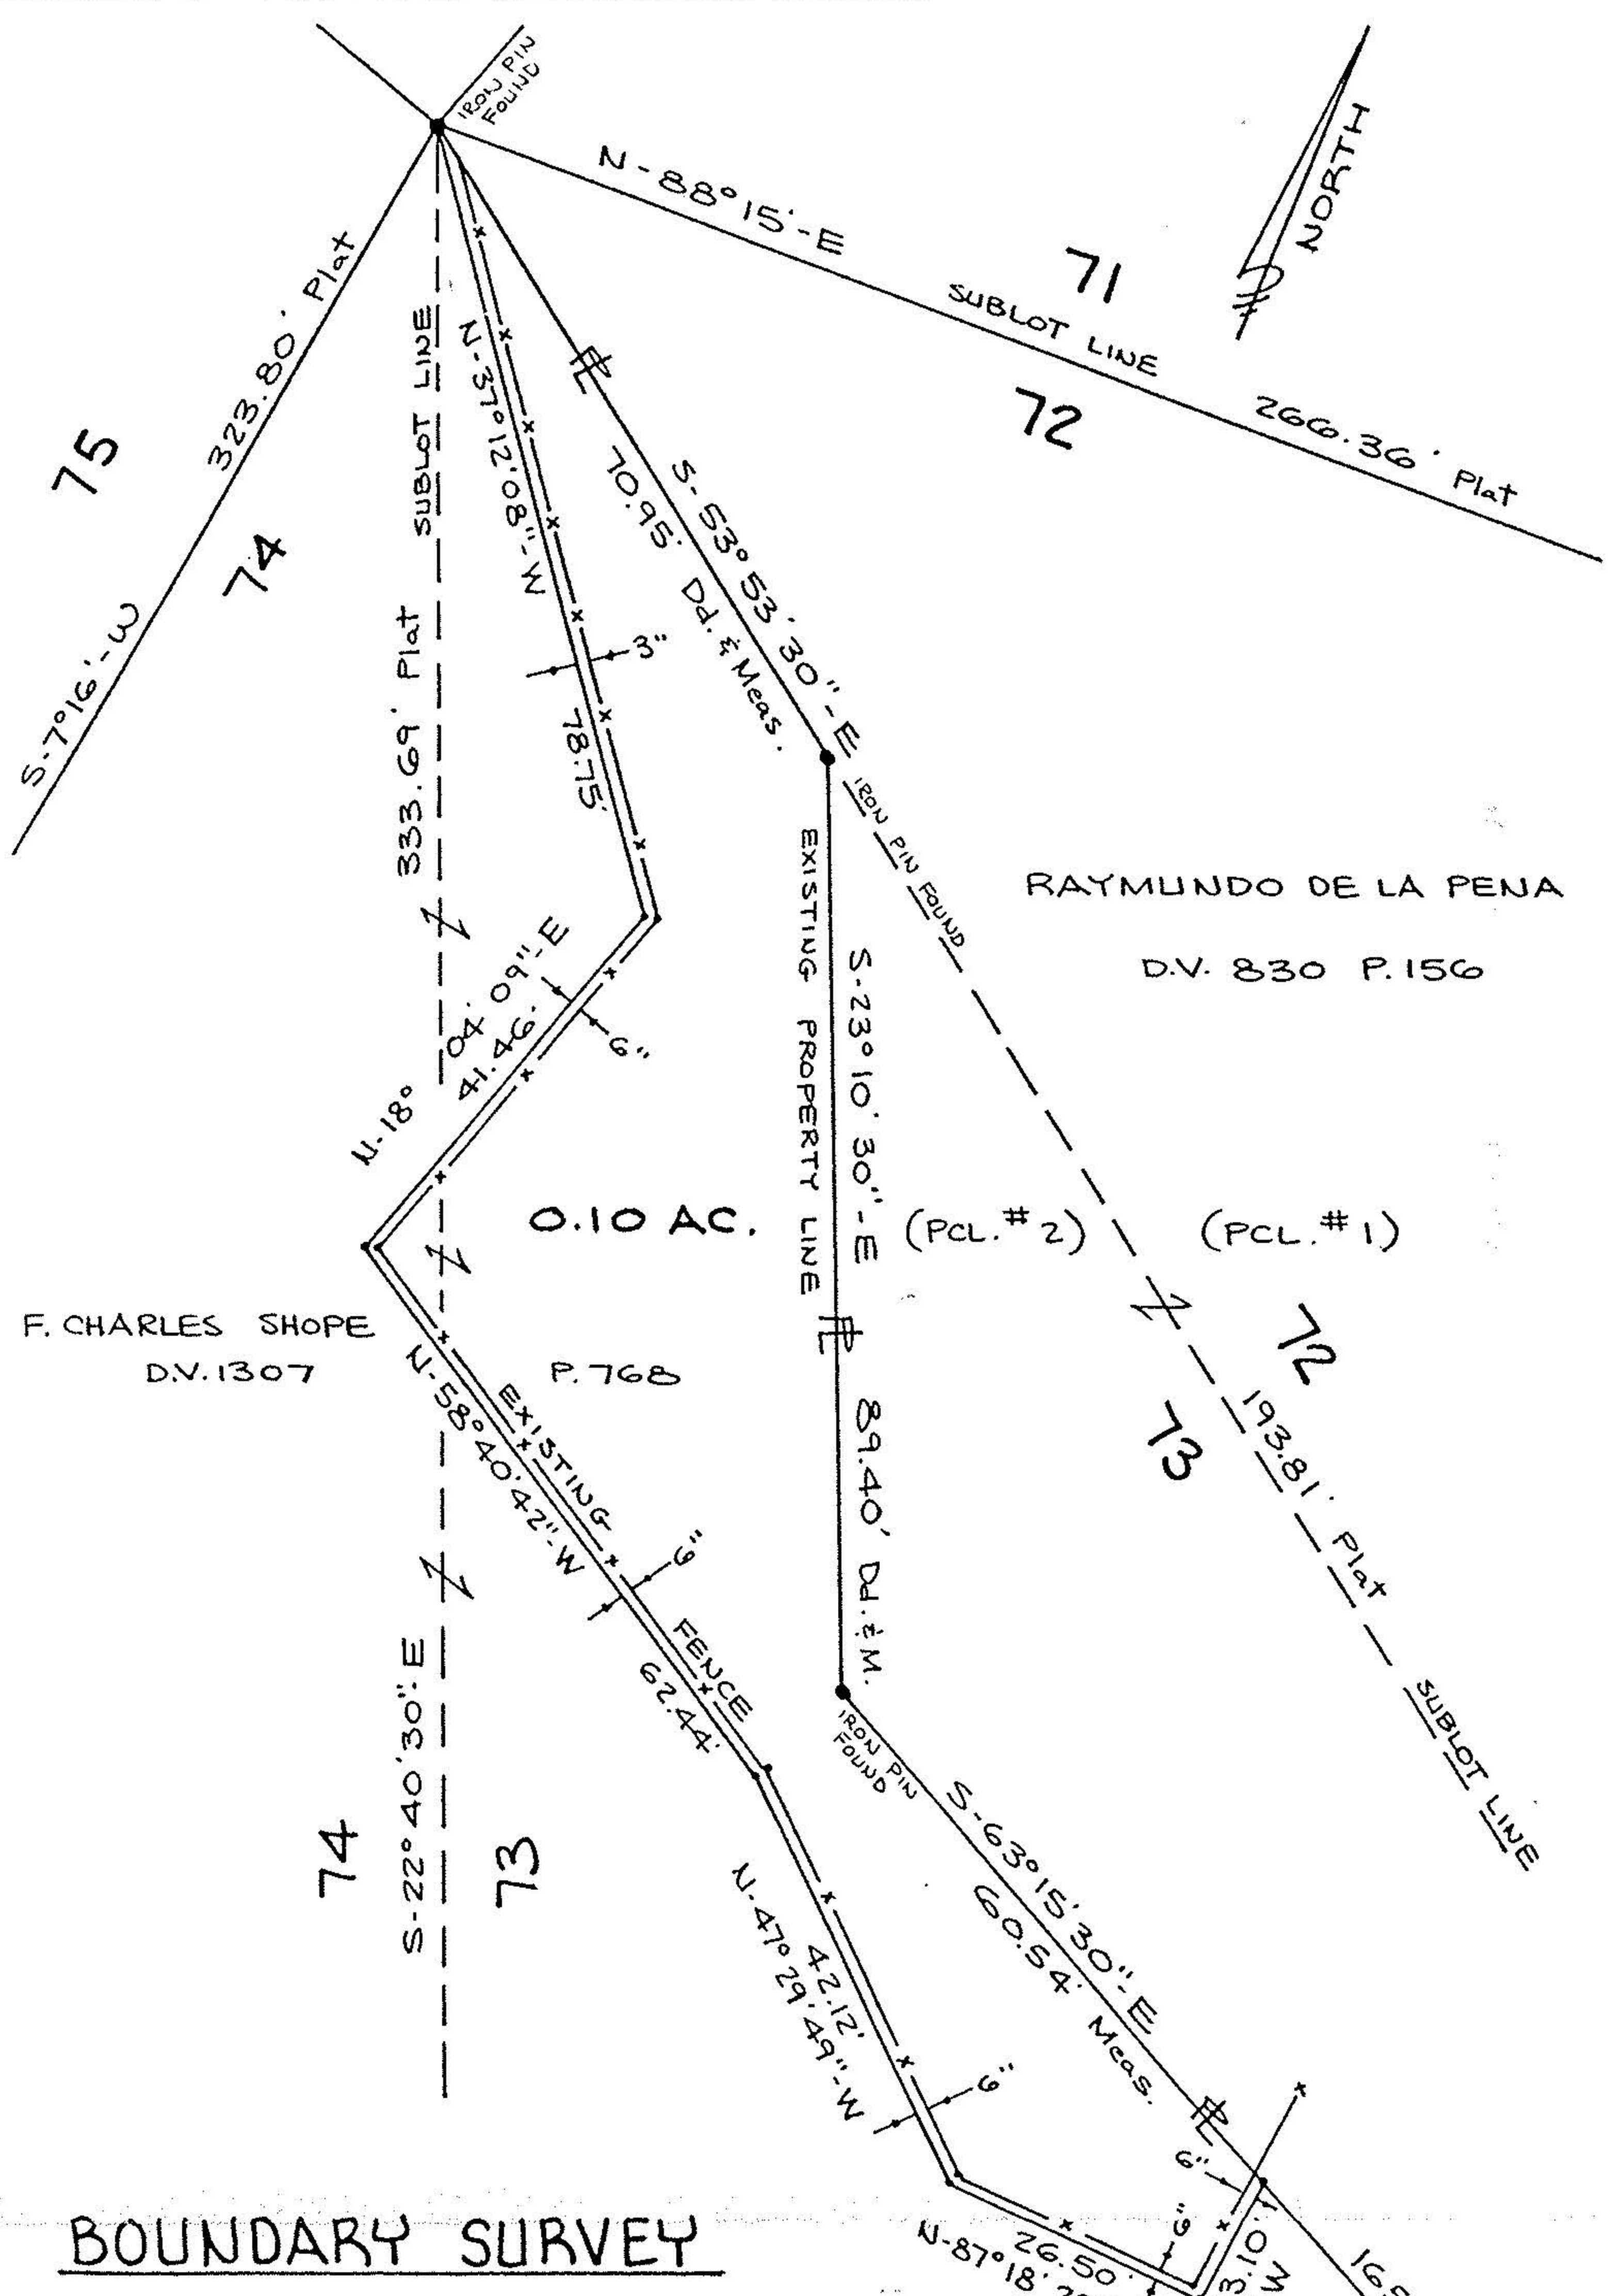 IRON PIN
FOUND
NORTH
N-88°15'-E
71
SUBLOT LINE
72
266.36' Plat
323.80' Plat
S-7°16'-W
75
74
SUBLOT LINE
333.69' Plat
N-37°12'08"-W
78.75'
3"
S-53°53'30"-E
70.95' Dd. & Meas.
IRON PIN FOUND
RAYMUNDO DE LA PENA
D.V. 830 P.156
EXISTING PROPERTY LINE
S-23°10'30"-E
89.40' Dd. & M.
N-18° 04' 09"-E
41.46'
6"
0.10 AC.
(PCL.#2)
(PCL.#1)
F. CHARLES SHOPE
D.V.1307 P.768
72
73
193.81' Plat
SUBLOT LINE
EXISTING FENCE
N-58°40'42"-W
62.44'
6"
IRON PIN
FOUND
S-22°40'30"-E
74
73
S-63°15'30"-E
60.54' Meas.
42.12'
N-47°29'49"-W
6"
6"
6"
26.50'
N-87°18'
BOUNDARY SURVEY